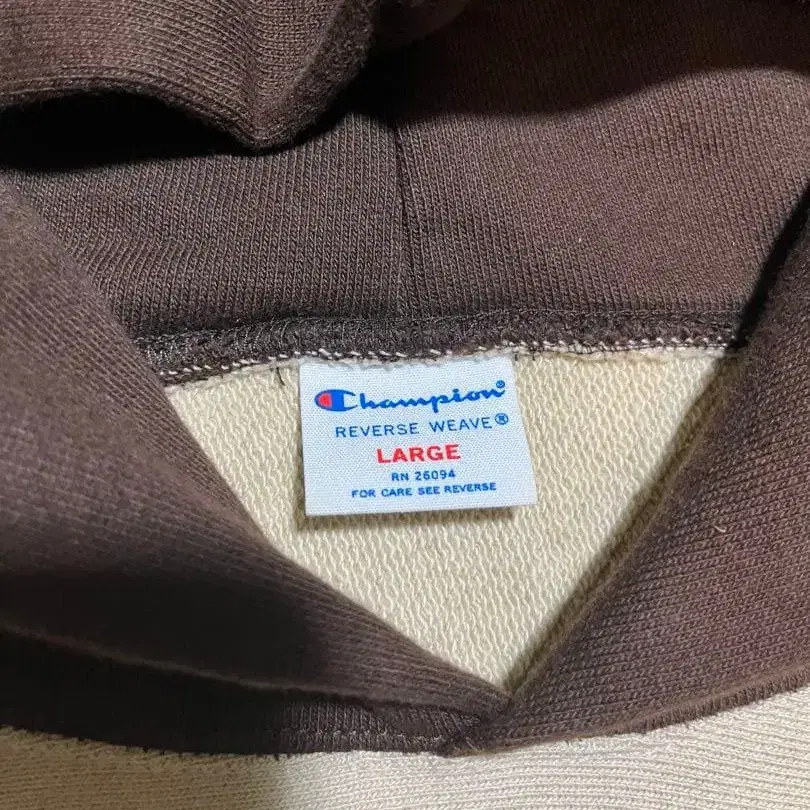 Champion®
REVERSE WEAVE®
LARGE
RN 26094
FOR CARE SEE REVERSE